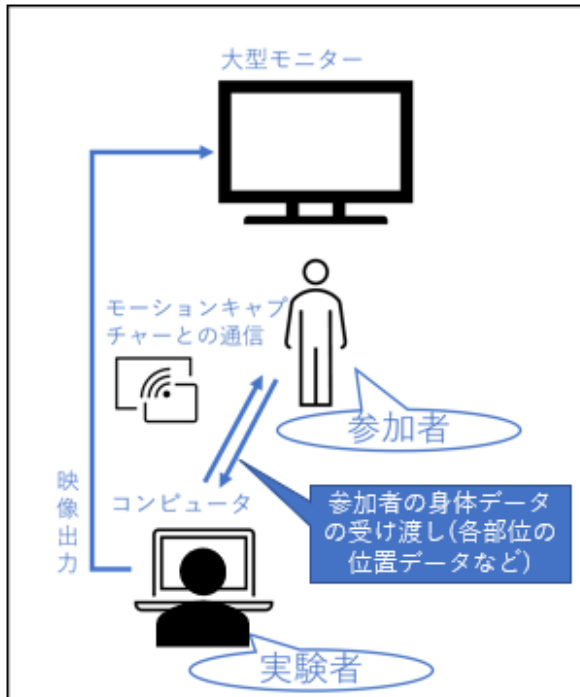 大型モニター
モーションキャプ
チャーとの通信
参加者
映像出力
コンピュータ
参加者の身体データ
の受け渡し(各部位の
位置データなど)
実験者